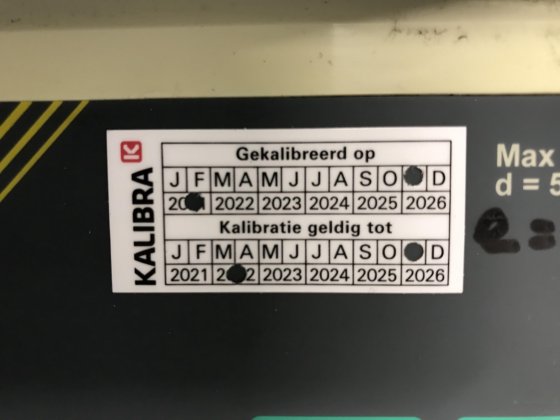 KALIBRA
Gekalibreerd op
J F M A M J J A S O D
2022 2023 2024 2025 2026
Kalibratie geldig tot
J F M A M J J A S O D
2021 2023 2024 2025 2026
Max
d = 5
e =